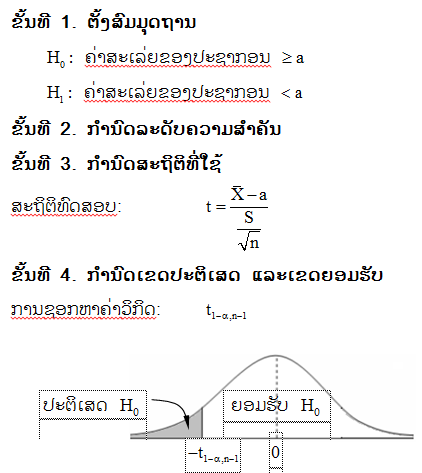 ຂັ້ນທີ 1. ຕັ້ງສົມມຸດຖານ
H₀ : ຄ່າສະເລ່ຍຂອງປະຊາກອນ ≥ a
H₁ : ຄ່າສະເລ່ຍຂອງປະຊາກອນ < a
ຂັ້ນທີ 2. ກຳນົດລະດັບຄວາມສຳຄັນ
ຂັ້ນທີ 3. ກຳນົດສະຖິຕິທີ່ໃຊ້
ສະຖິຕິທົດສອບ: t = (X̄ − a) / (S / √n)
ຂັ້ນທີ 4. ກຳນົດເຂດປະຕິເສດ ແລະເຂດຍອມຮັບ
ການຊອກຫາຄ່າວິກິດ: t₁₋α,ₙ₋₁
ປະຕິເສດ H₀ ຍອມຮັບ H₀
−t₁₋α,ₙ₋₁ 0